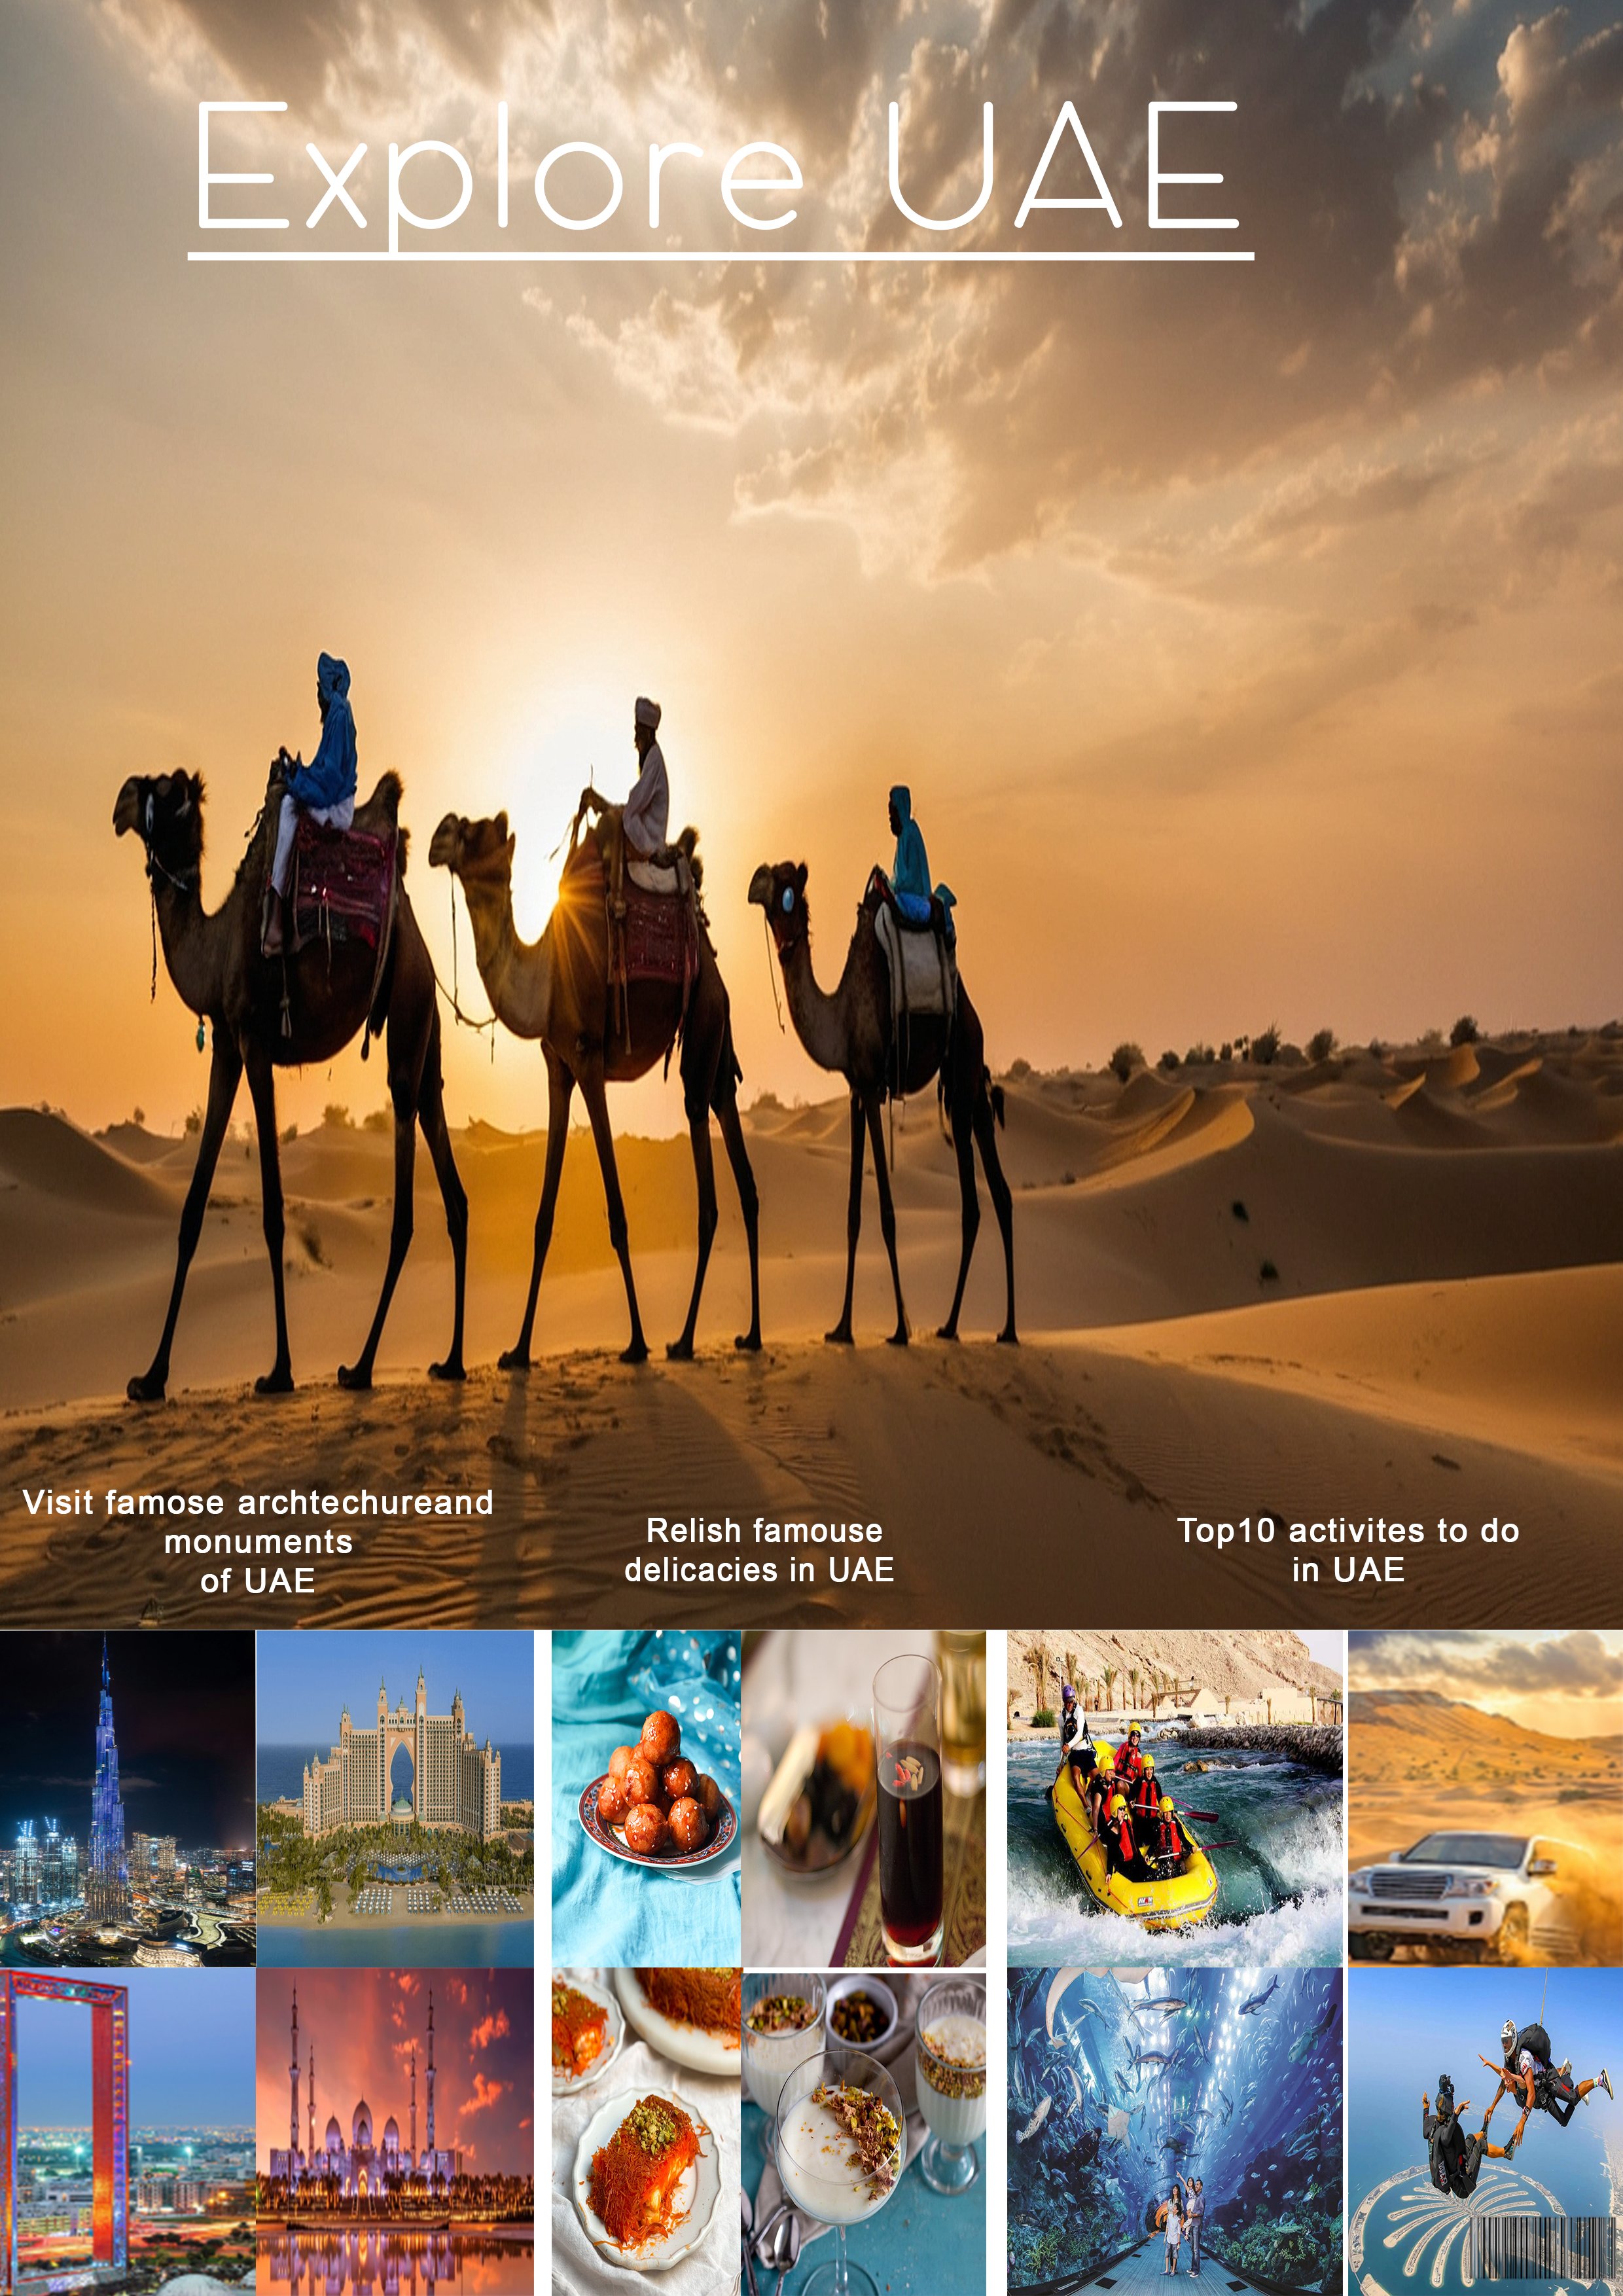 Explore UAE
Visit famose archtechureand
monuments
of UAE
Relish famouse
delicacies in UAE
Top10 activites to do
in UAE